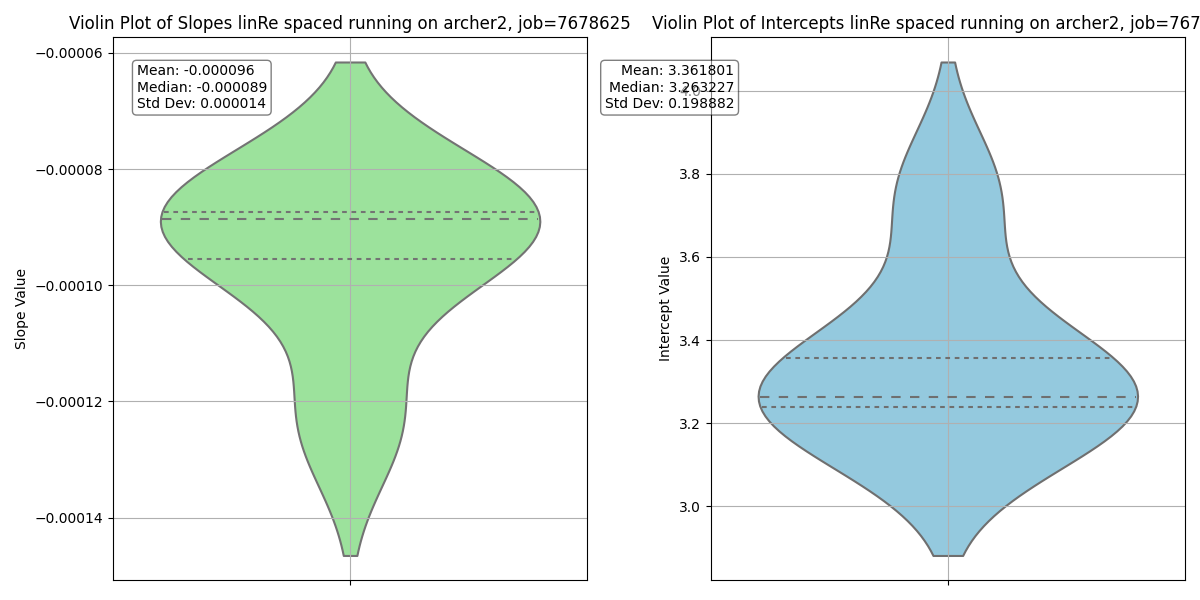 Violin Plot of Slopes linRe spaced running on archer2, job=7678625
Violin Plot of Intercepts linRe spaced running on archer2, job=767
−0.00006
−0.00008
−0.00010
−0.00012
−0.00014
Slope Value
Mean: -0.000096
Median: -0.000089
Std Dev: 0.000014
Mean: 3.361801
Median: 3.263227
Std Dev: 0.198882
4.0
3.8
3.6
3.4
3.2
3.0
Intercept Value